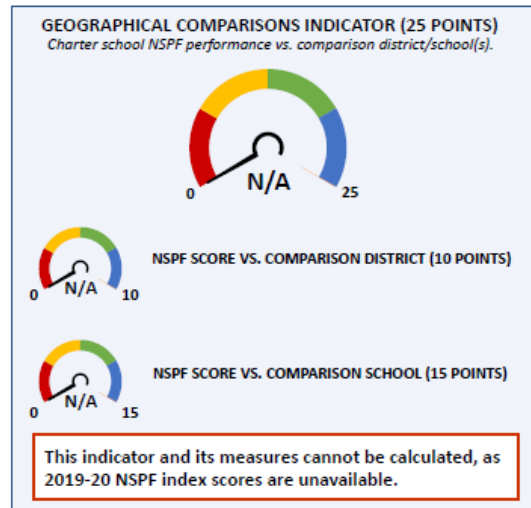 GEOGRAPHICAL COMPARISONS INDICATOR (25 POINTS)
Charter school NSPF performance vs. comparison district/school(s).
N/A
0
25
NSPF SCORE VS. COMPARISON DISTRICT (10 POINTS)
N/A
0
10
NSPF SCORE VS. COMPARISON SCHOOL (15 POINTS)
N/A
0
15
This indicator and its measures cannot be calculated, as
2019-20 NSPF index scores are unavailable.